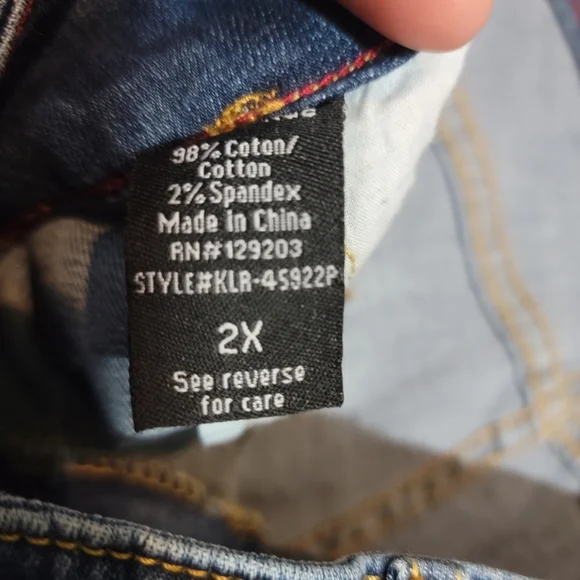 98% Coton/
Cotton
2% Spandex
Made in China
RN#129203
STYLE#KLR-45922P
2X
See reverse
for care